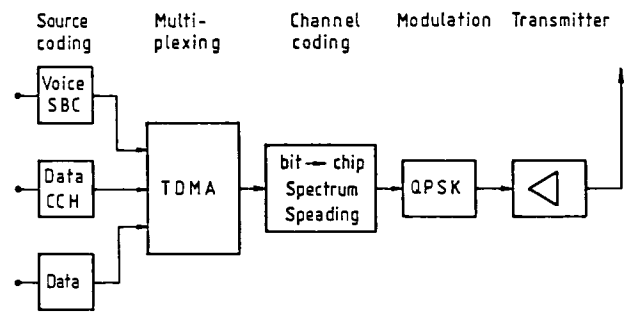 Source coding
Multi-plexing
Channel coding
Modulation
Transmitter
Voice SBC
Data CCH
Data
TDMA
bit ← chip
Spectrum
Speading
QPSK